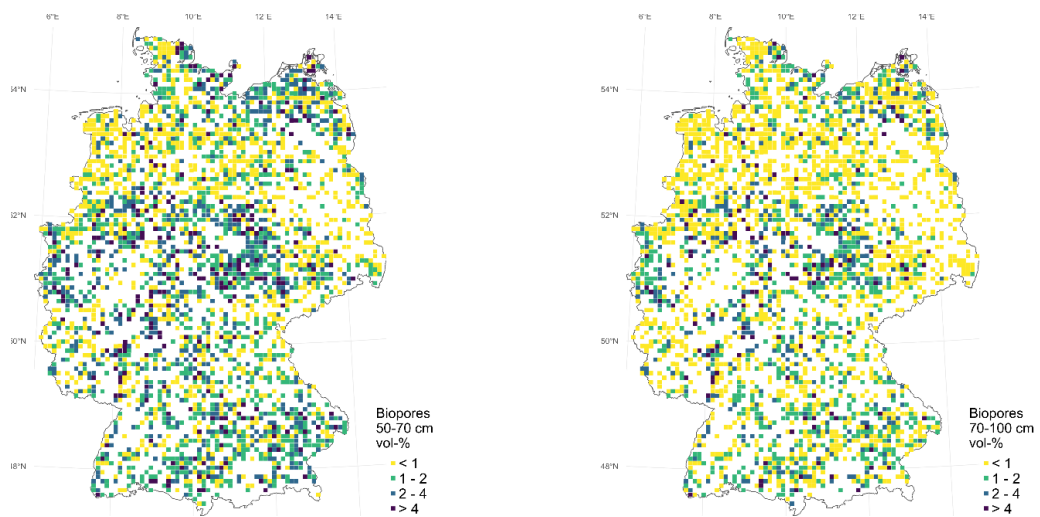 6°E 8°E 10°E 12°E 14°E
54°N
52°N
50°N
48°N
Biopores
50-70 cm
vol-%
< 1
1 - 2
2 - 4
> 4
6°E 8°E 10°E 12°E 14°E
54°N
52°N
50°N
48°N
Biopores
70-100 cm
vol-%
< 1
1 - 2
2 - 4
> 4